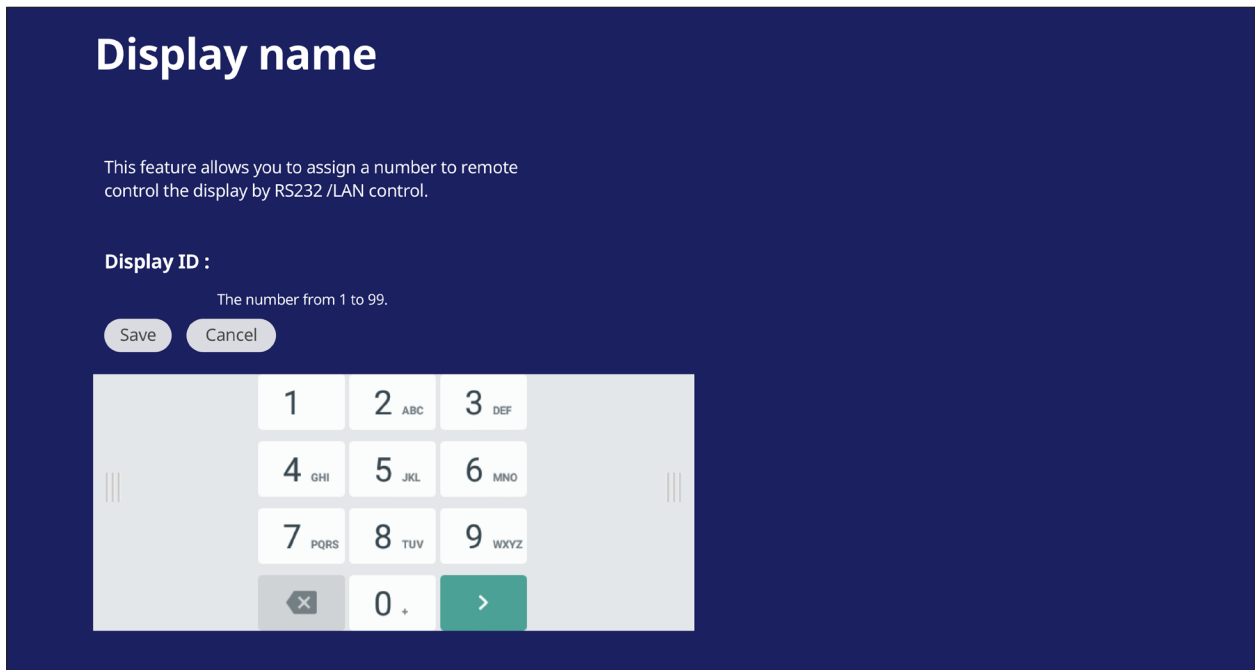 Display name
This feature allows you to assign a number to remote
control the display by RS232 /LAN control.
Display ID :
The number from 1 to 99.
Save Cancel
1 2 ABC 3 DEF
4 GHI 5 JKL 6 MNO
7 PQRS 8 TUV 9 WXYZ
0 +